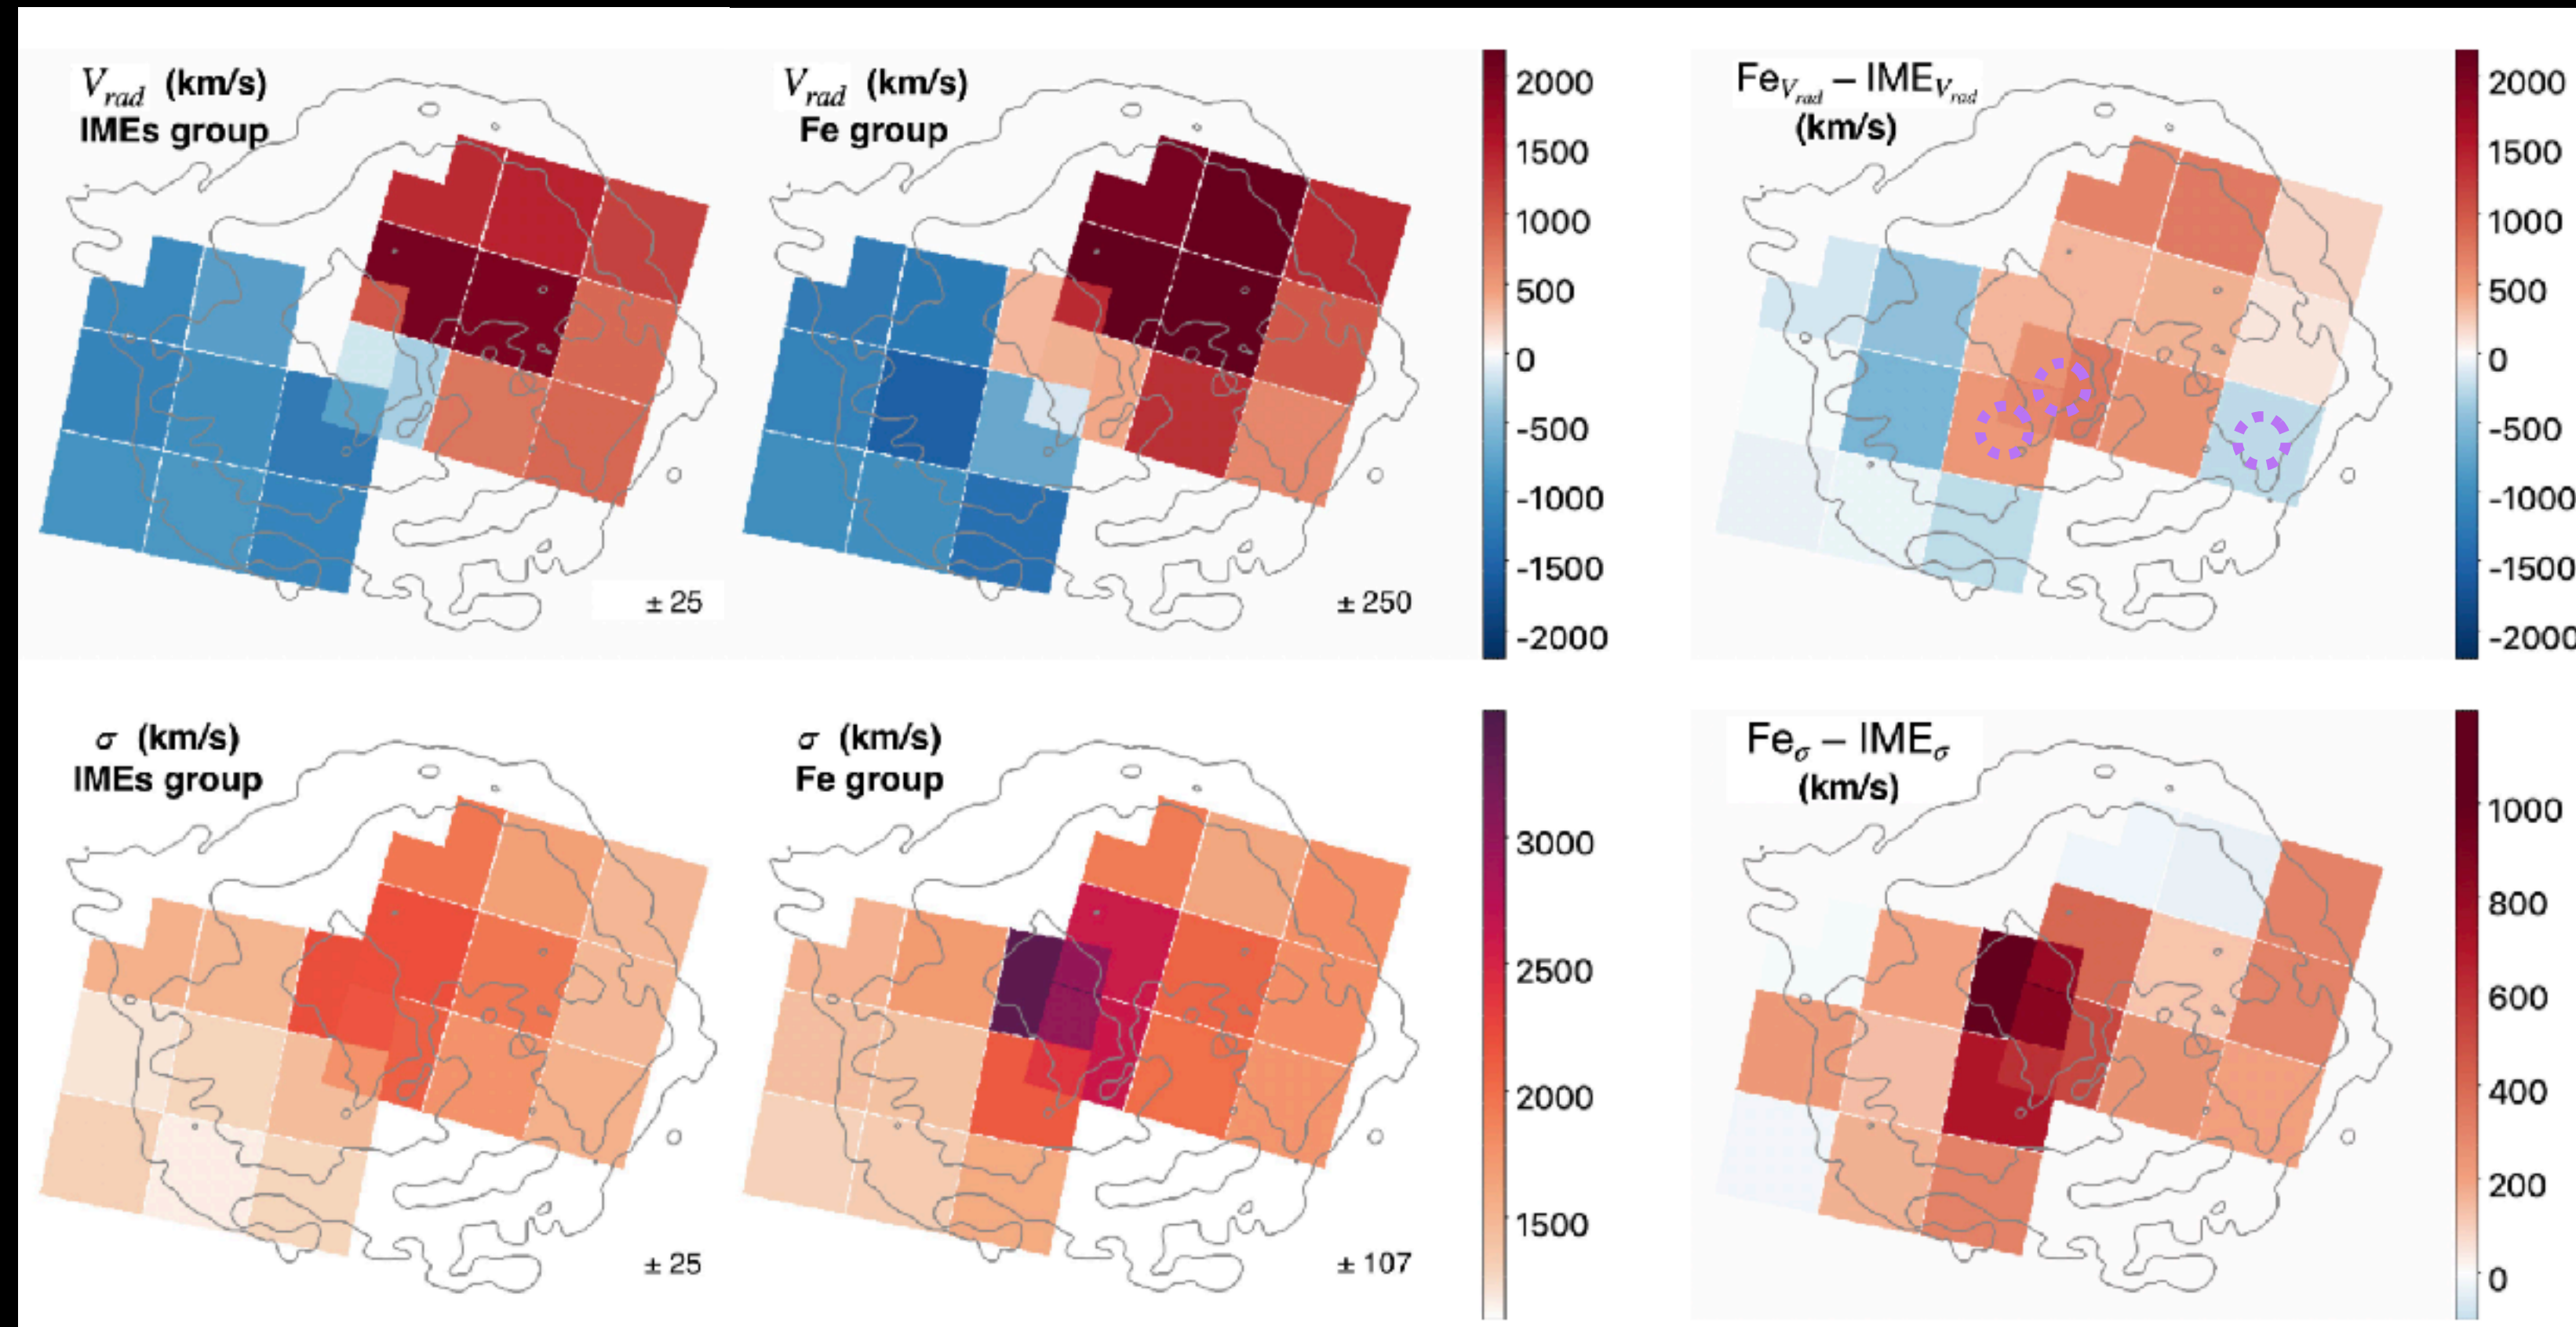 V_rad (km/s)
IMEs group
± 25
V_rad (km/s)
Fe group
± 250
2000
1500
1000
500
0
-500
-1000
-1500
-2000
Fe_V_rad − IME_V_rad
(km/s)
2000
1500
1000
500
0
-500
-1000
-1500
-2000
σ (km/s)
IMEs group
± 25
σ (km/s)
Fe group
± 107
3000
2500
2000
1500
Fe_σ − IME_σ
(km/s)
1000
800
600
400
200
0